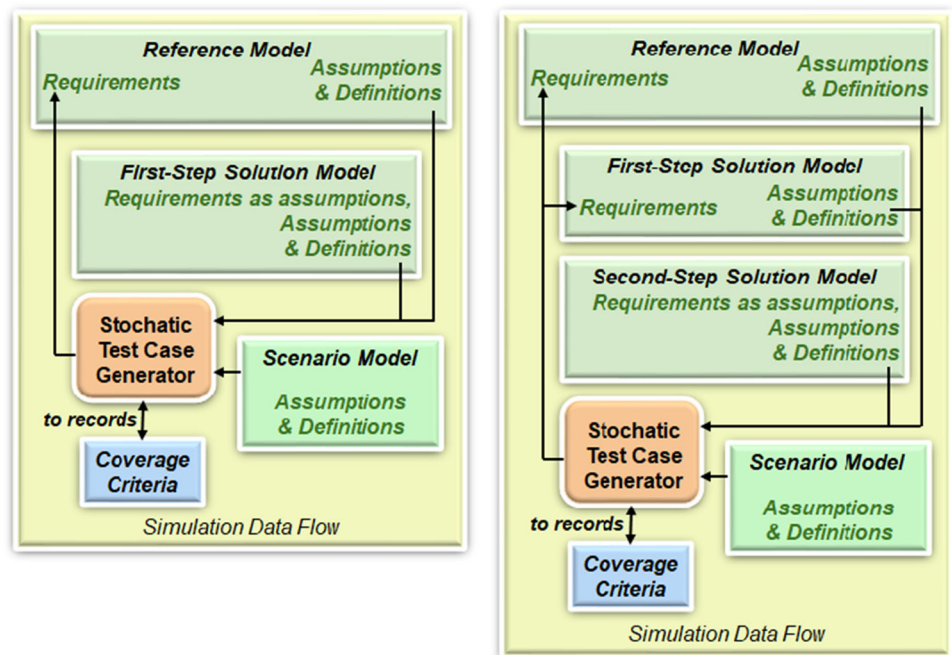 Reference Model
Requirements
Assumptions
& Definitions
First-Step Solution Model
Requirements as assumptions,
Assumptions
& Definitions
Stochatic
Test Case
Generator
Scenario Model
Assumptions
& Definitions
to records
Coverage
Criteria
Simulation Data Flow
Reference Model
Requirements
Assumptions
& Definitions
First-Stop Solution Model
Requirements
Assumptions
& Definitions
Second-Step Solution Model
Requirements as assumptions,
Assumptions
& Definitions
Stochatic
Test Case
Generator
Scenario Model
Assumptions
& Definitions
to records
Coverage
Criteria
Simulation Data Flow